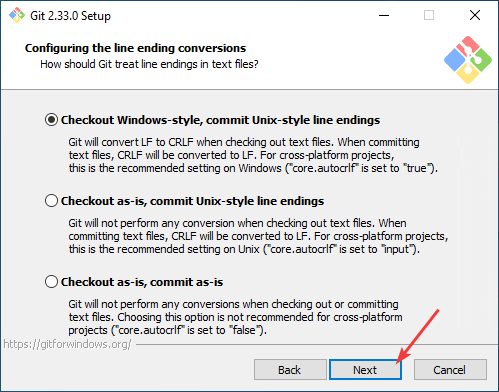 Git 2.33.0 Setup
Configuring the line ending conversions
How should Git treat line endings in text files?
Checkout Windows-style, commit Unix-style line endings
Git will convert LF to CRLF when checking out text files. When committing
text files, CRLF will be converted to LF. For cross-platform projects,
this is the recommended setting on Windows ("core.autocrlf" is set to "true").
Checkout as-is, commit Unix-style line endings
Git will not perform any conversion when checking out text files. When
committing text files, CRLF will be converted to LF. For cross-platform projects,
this is the recommended setting on Unix ("core.autocrlf" is set to "input").
Checkout as-is, commit as-is
Git will not perform any conversions when checking out or committing
text files. Choosing this option is not recommended for cross-platform
projects ("core.autocrlf" is set to "false").
https://gitforwindows.org/
Back
Next
Cancel